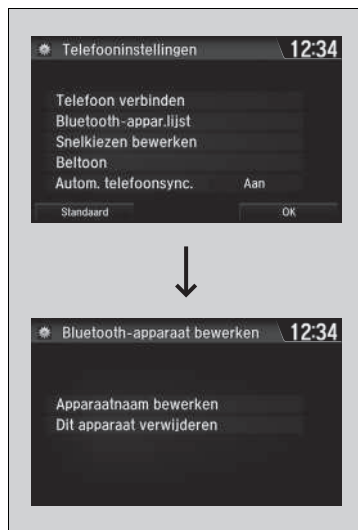 Telefooninstellingen 12:34
Telefoon verbinden
Bluetooth-appar.lijst
Snelkiezen bewerken
Beltoon
Autom. telefoonsync. Aan
Standaard OK
Bluetooth-apparaat bewerken 12:34
Apparaatnaam bewerken
Dit apparaat verwijderen